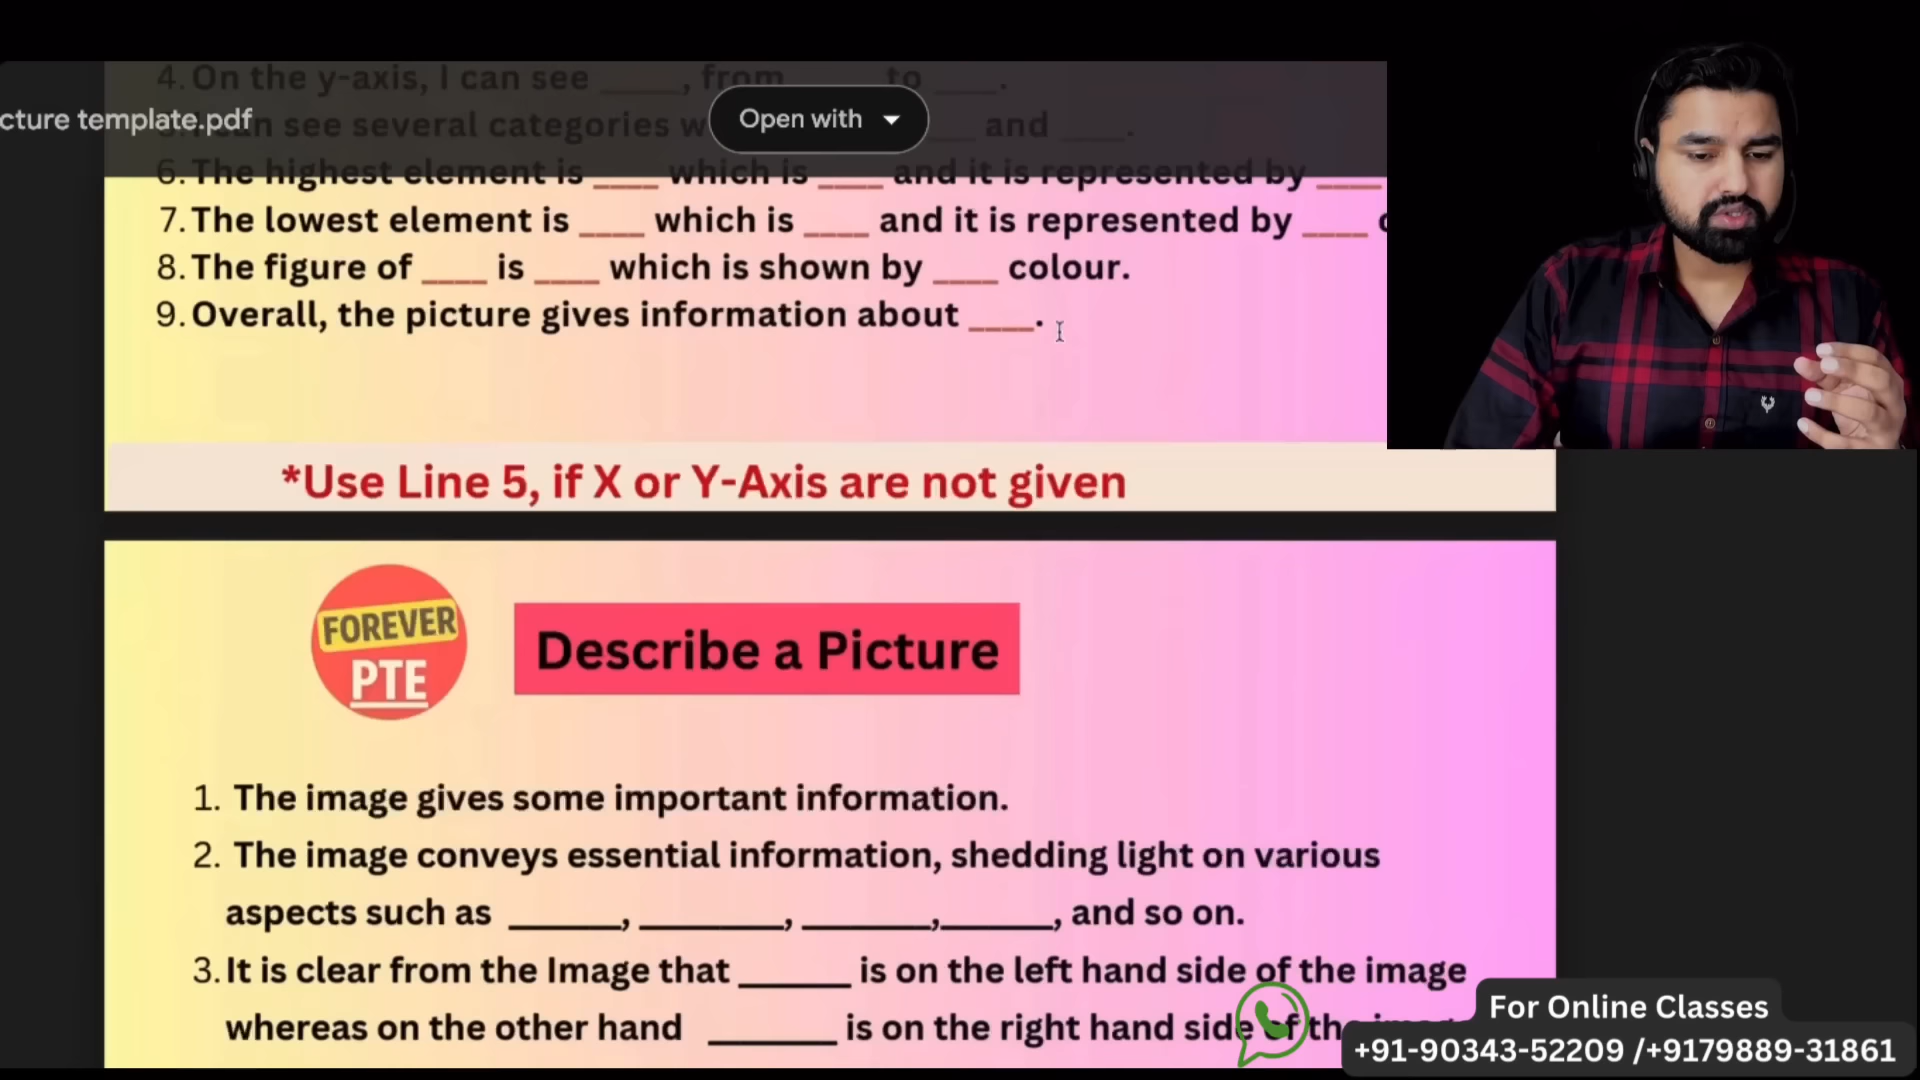 4. On the y-axis, I can see ____, from ____ to ____.
cture template.pdf
Open with
can see several categories w ____ and ____.
6. The highest element is ____ which is ____ and it is represented by ____
7. The lowest element is ____ which is ____ and it is represented by ____ c
8. The figure of ____ is ____ which is shown by ____ colour.
9. Overall, the picture gives information about ____.
*Use Line 5, if X or Y-Axis are not given
FOREVER
PTE
Describe a Picture
1. The image gives some important information.
2. The image conveys essential information, shedding light on various
aspects such as ______, ________, _______,______, and so on.
3. It is clear from the Image that ______ is on the left hand side of the image
whereas on the other hand _______ is on the right hand side of the image
For Online Classes
+91-90343-52209 /+9179889-31861